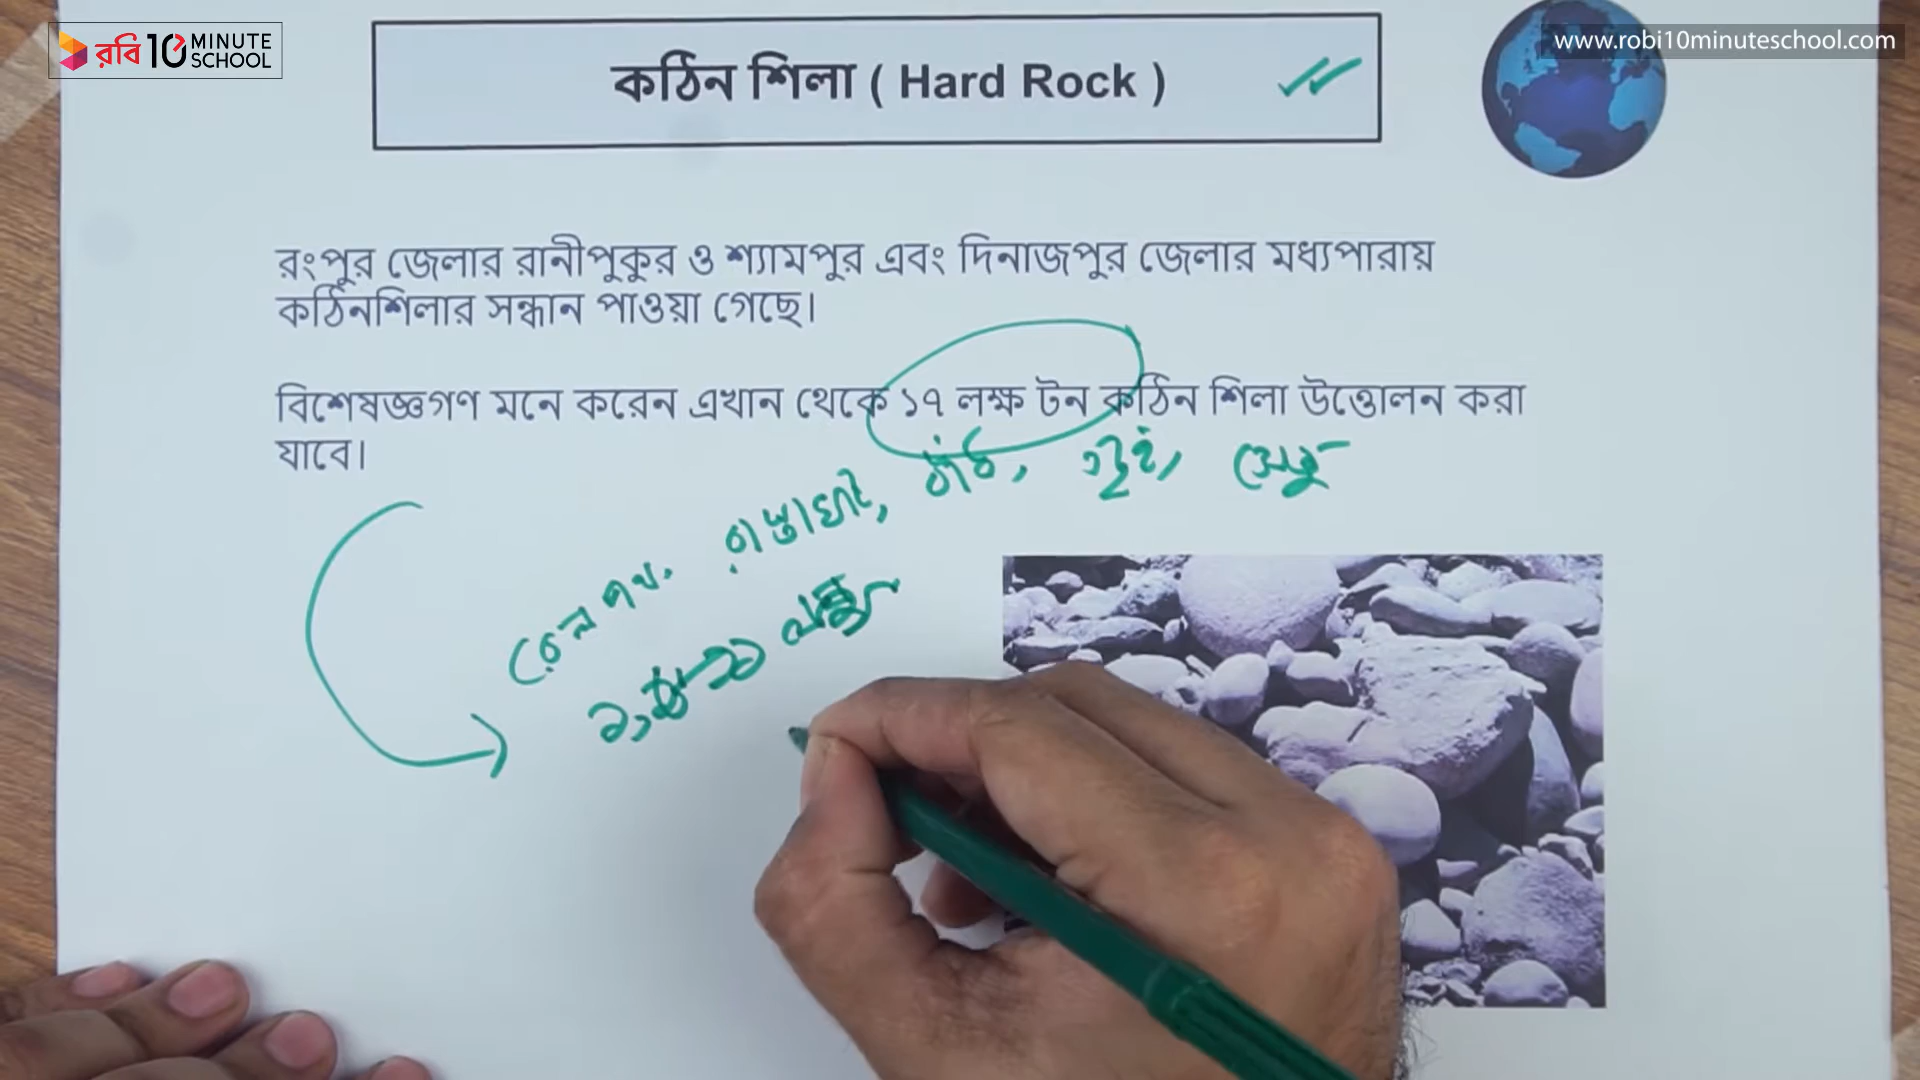 রবি 10 MINUTE SCHOOL
www.robi10minuteschool.com
কঠিন শিলা ( Hard Rock )
রংপুর জেলার রানীপুকুর ও শ্যামপুর এবং দিনাজপুর জেলার মধ্যপারায়
কঠিনশিলার সন্ধান পাওয়া গেছে।
বিশেষজ্ঞগণ মনে করেন এখান থেকে ১৭ লক্ষ টন কঠিন শিলা উত্তোলন করা
যাবে।
রেলপথ. রাস্তাঘাট, বাঁধ, গৃহ, সেতু